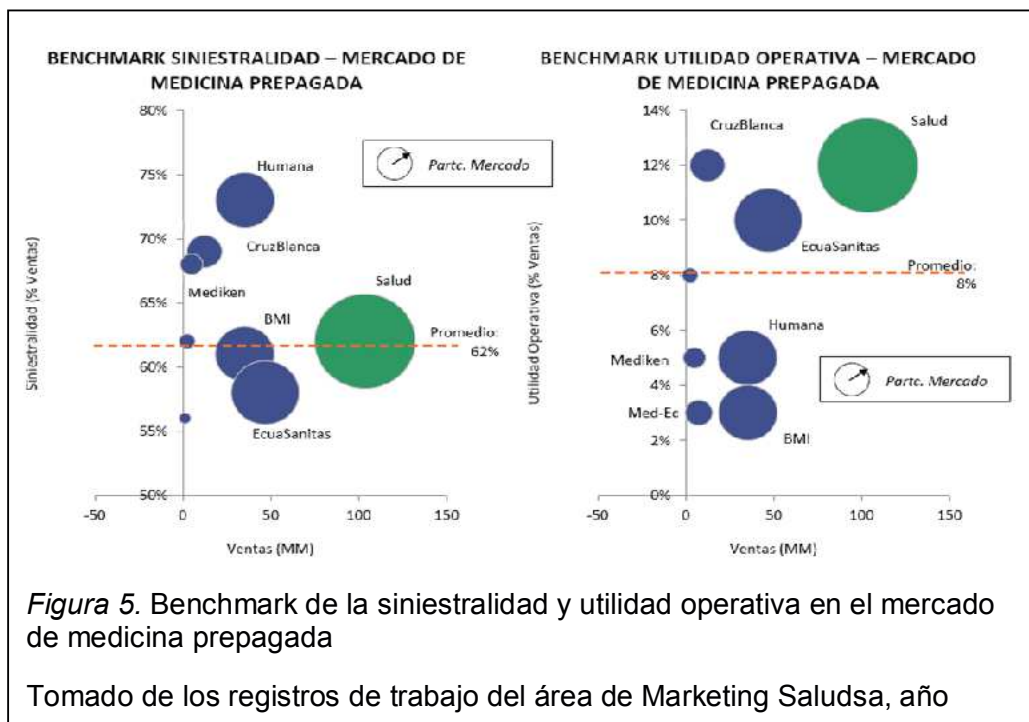 BENCHMARK SINIESTRALIDAD – MERCADO DE
MEDICINA PREPAGADA
80%
75%
70%
65%
60%
55%
50%
Siniestralidad (% Ventas)
Humana
CruzBlanca
Mediken
BMI
Salud
EcuaSanitas
Promedio:
62%
Partc. Mercado
-50
0
50
100
150
Ventas (MM)
BENCHMARK UTILIDAD OPERATIVA – MERCADO
DE MEDICINA PREPAGADA
14%
12%
10%
8%
6%
4%
2%
0%
Utilidad Operativa (% Ventas)
CruzBlanca
Salud
EcuaSanitas
Promedio:
8%
Humana
Mediken
Med-Ec
BMI
Partc. Mercado
-50
0
50
100
150
Ventas (MM)
Figura 5. Benchmark de la siniestralidad y utilidad operativa en el mercado
de medicina prepagada
Tomado de los registros de trabajo del área de Marketing Saludsa, año